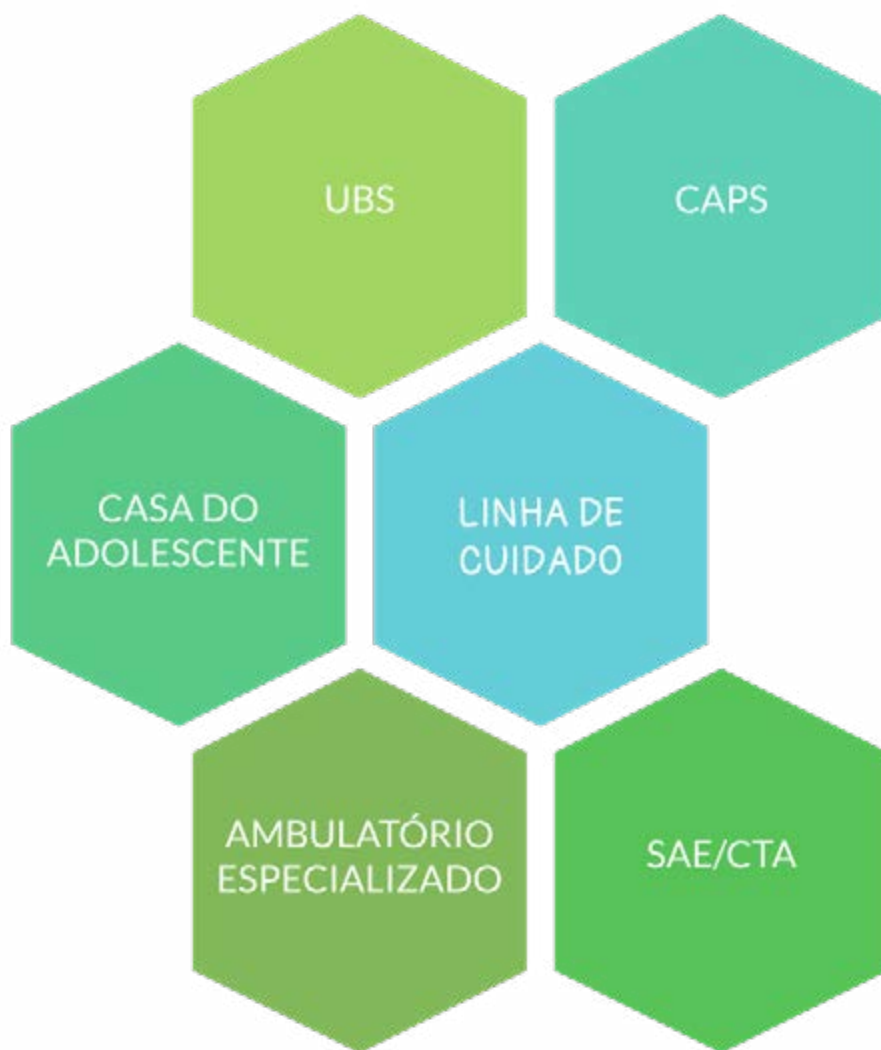 UBS
CAPS
CASA DO
ADOLESCENTE
LINHA DE
CUIDADO
AMBULATÓRIO
ESPECIALIZADO
SAE/CTA